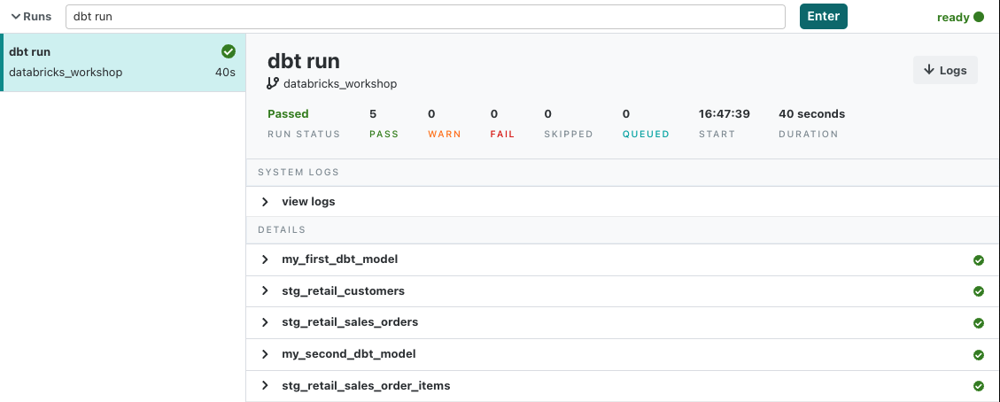 Runs
dbt run
Enter
ready
dbt run
databricks_workshop
40s
dbt run
databricks_workshop
Logs
Passed 5 0 0 0 0 16:47:39 40 seconds
RUN STATUS PASS WARN FAIL SKIPPED QUEUED START DURATION
SYSTEM LOGS
view logs
DETAILS
my_first_dbt_model
stg_retail_customers
stg_retail_sales_orders
my_second_dbt_model
stg_retail_sales_order_items